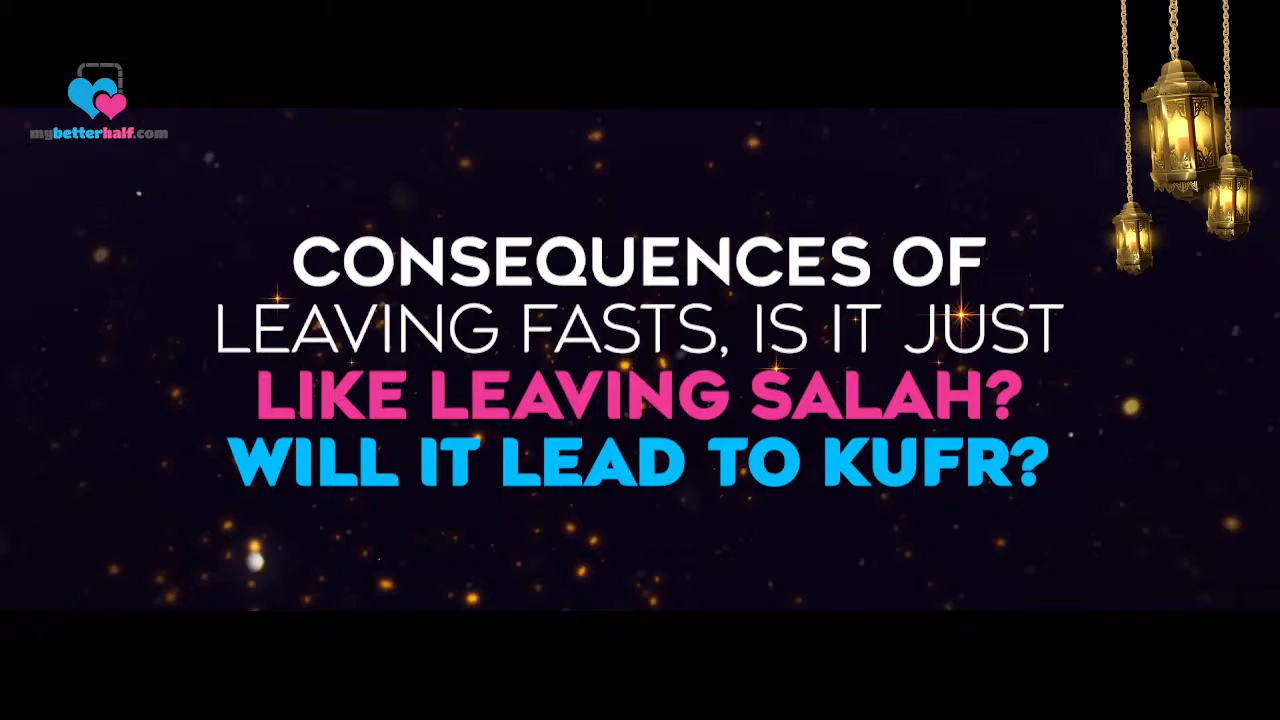 mybetterhalf.com
CONSEQUENCES OF
LEAVING FASTS, IS IT JUST
LIKE LEAVING SALAH?
WILL IT LEAD TO KUFR?